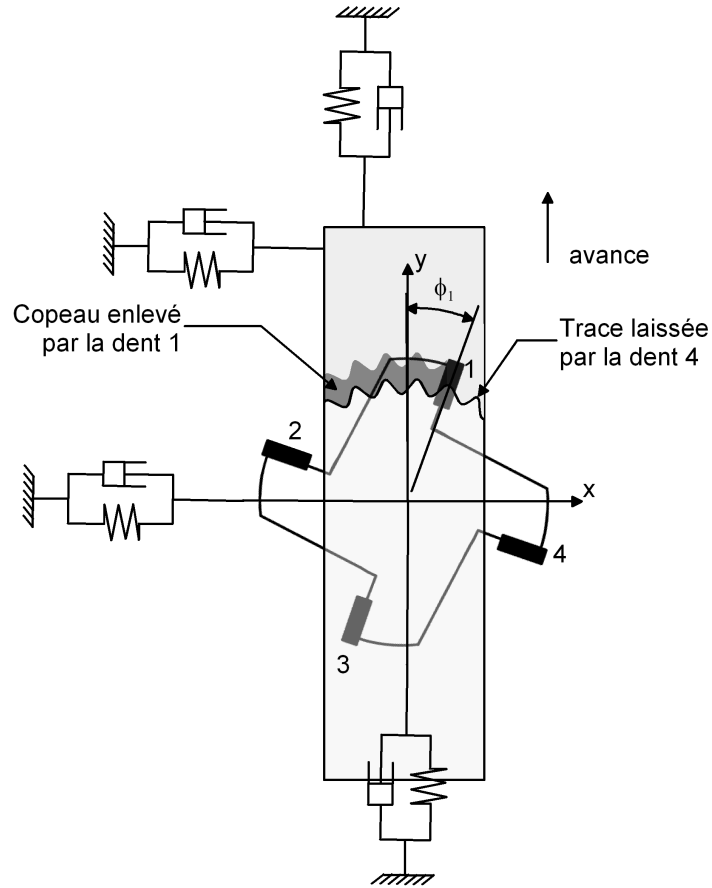 y
avance
ϕ1
Copeau enlevé
par la dent 1
Trace laissée
par la dent 4
1
2
x
4
3